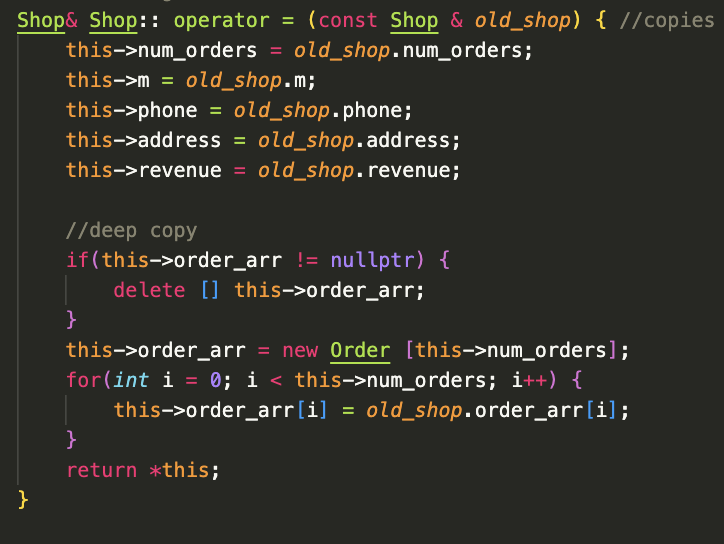 Shop& Shop:: operator = (const Shop & old_shop) { //copies
    this->num_orders = old_shop.num_orders;
    this->m = old_shop.m;
    this->phone = old_shop.phone;
    this->address = old_shop.address;
    this->revenue = old_shop.revenue;

    //deep copy
    if(this->order_arr != nullptr) {
        delete [] this->order_arr;
    }
    this->order_arr = new Order [this->num_orders];
    for(int i = 0; i < this->num_orders; i++) {
        this->order_arr[i] = old_shop.order_arr[i];
    }
    return *this;
}